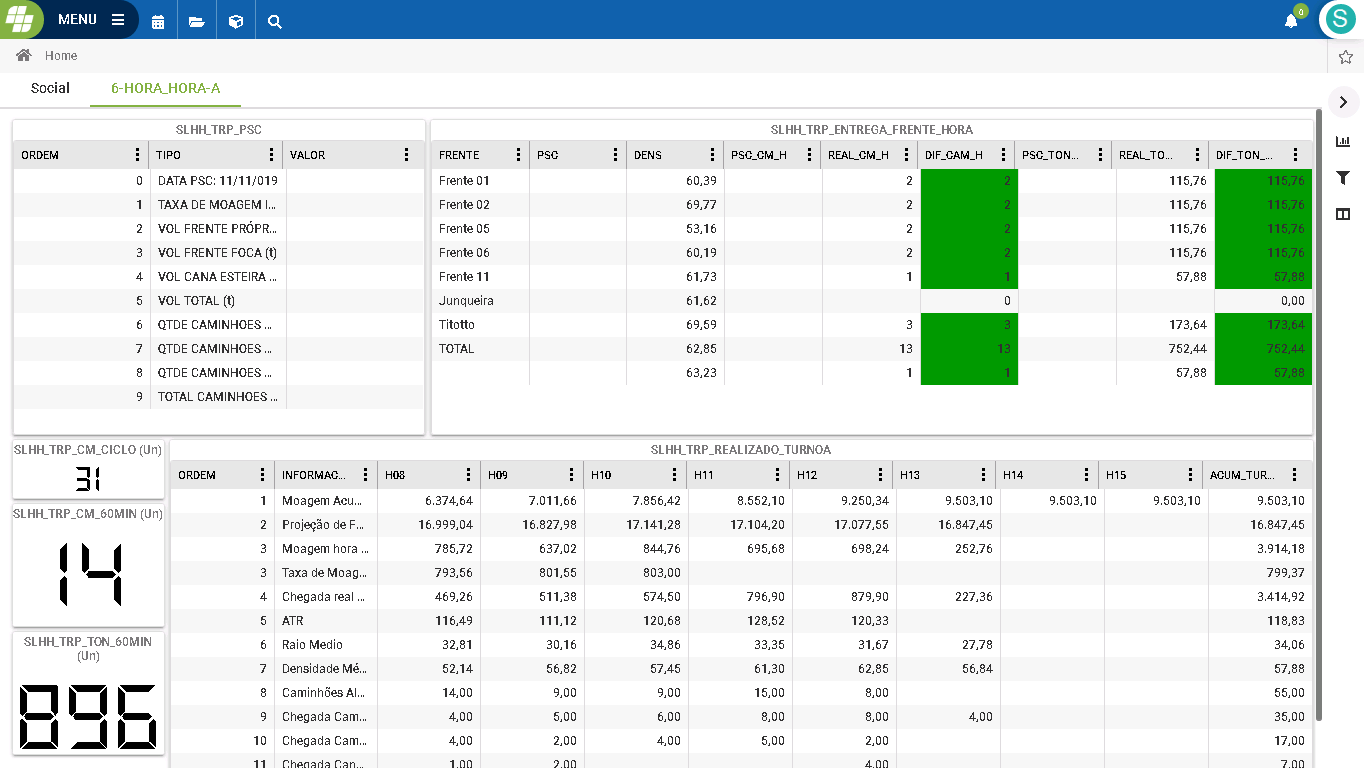 MENU
0
S
Home
Social 6-HORA_HORA-A
SLHH_TRP_PSC
ORDEM TIPO VALOR
0 DATA PSC: 11/11/019
1 TAXA DE MOAGEM I...
2 VOL FRENTE PRÓPR...
3 VOL FRENTE FOCA (t)
4 VOL CANA ESTEIRA ...
5 VOL TOTAL (t)
6 QTDE CAMINHOES ...
7 QTDE CAMINHOES ...
8 QTDE CAMINHOES ...
9 TOTAL CAMINHOES ...
SLHH_TRP_ENTREGA_FRENTE_HORA
FRENTE PSC DENS PSC_CM_H REAL_CM_H DIF_CAM_H PSC_TON... REAL_TO... DIF_TON_...
Frente 01 60,39 2 2 115,76 115,76
Frente 02 69,77 2 2 115,76 115,76
Frente 05 53,16 2 2 115,76 115,76
Frente 06 60,19 2 2 115,76 115,76
Frente 11 61,73 1 1 57,88 57,88
Junqueira 61,62 0 0,00
Titotto 69,59 3 3 173,64 173,64
TOTAL 62,85 13 13 752,44 752,44
63,23 1 1 57,88 57,88
SLHH_TRP_CM_CICLO (Un)
31
SLHH_TRP_CM_60MIN (Un)
14
SLHH_TRP_TON_60MIN
(Un)
896
SLHH_TRP_REALIZADO_TURNOA
ORDEM INFORMAC... H08 H09 H10 H11 H12 H13 H14 H15 ACUM_TUR...
1 Moagem Acu... 6.374,64 7.011,66 7.856,42 8.552,10 9.250,34 9.503,10 9.503,10 9.503,10 9.503,10
2 Projeção de F... 16.999,04 16.827,98 17.141,28 17.104,20 17.077,55 16.847,45 16.847,45
3 Moagem hora ... 785,72 637,02 844,76 695,68 698,24 252,76 3.914,18
3 Taxa de Moag... 793,56 801,55 803,00 799,37
4 Chegada real ... 469,26 511,38 574,50 796,90 879,90 227,36 3.414,92
5 ATR 116,49 111,12 120,68 128,52 120,33 118,83
6 Raio Medio 32,81 30,16 34,86 33,35 31,67 27,78 34,06
7 Densidade Mé... 52,14 56,82 57,45 61,30 62,85 56,84 57,88
8 Caminhões Al... 14,00 9,00 9,00 15,00 8,00 55,00
9 Chegada Cam... 4,00 5,00 6,00 8,00 8,00 4,00 35,00
10 Chegada Cam... 4,00 2,00 4,00 5,00 2,00 17,00
11 Chegada Can... 1,00 2,00 4,00 7,00